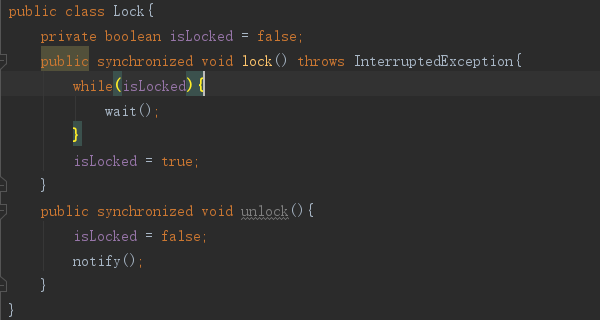 public class Lock{
    private boolean isLocked = false;
    public synchronized void lock() throws InterruptedException{
        while(isLocked){
            wait();
        }
        isLocked = true;
    }
    public synchronized void unlock(){
        isLocked = false;
        notify();
    }
}